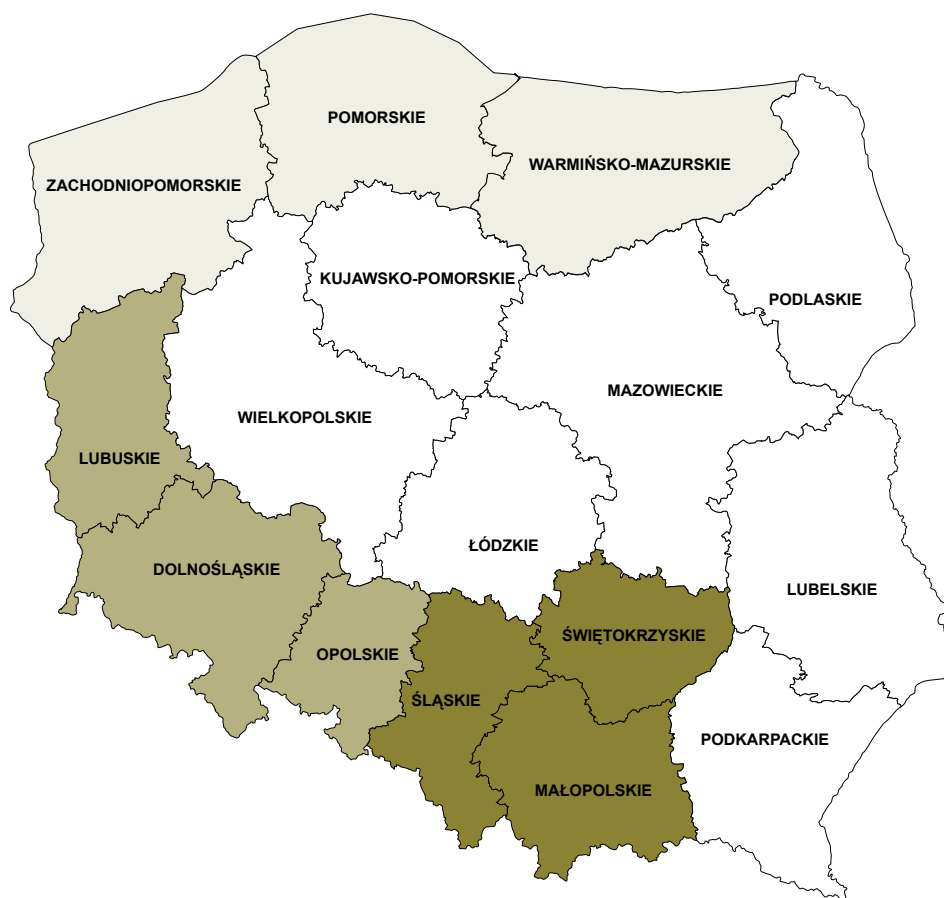 POMORSKIE
WARMIŃSKO-MAZURSKIE
ZACHODNIOPOMORSKIE
KUJAWSKO-POMORSKIE
PODLASKIE
MAZOWIECKIE
WIELKOPOLSKIE
LUBUSKIE
ŁÓDZKIE
DOLNOŚLĄSKIE
LUBELSKIE
ŚWIĘTOKRZYSKIE
OPOLSKIE
ŚLĄSKIE
PODKARPACKIE
MAŁOPOLSKIE